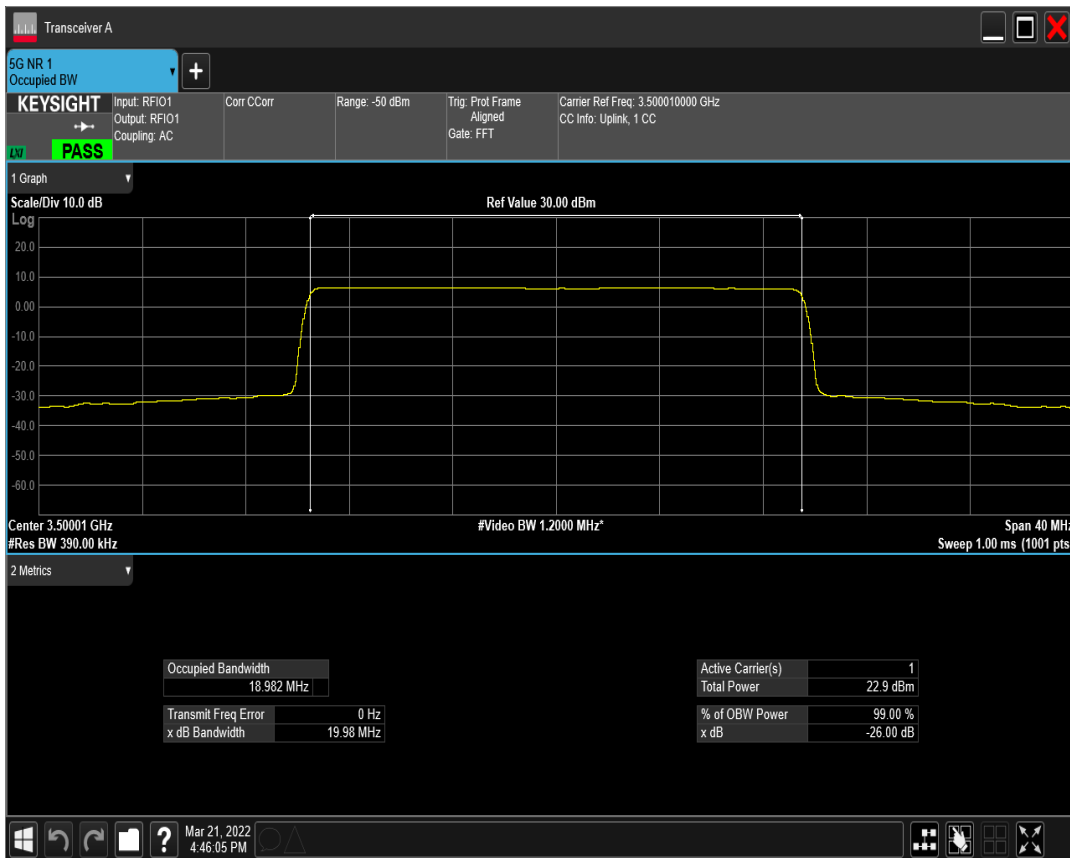 Transceiver A
5G NR 1
Occupied BW
KEYSIGHT
LXI
PASS
Input: RFIO1
Output: RFIO1
Coupling: AC
Corr CCorr
Range: -50 dBm
Trig: Prot Frame
Aligned
Gate: FFT
Carrier Ref Freq: 3.500010000 GHz
CC Info: Uplink, 1 CC
1 Graph
Scale/Div 10.0 dB
Ref Value 30.00 dBm
Log
20.0
10.0
0.00
-10.0
-20.0
-30.0
-40.0
-50.0
-60.0
Center 3.50001 GHz
#Video BW 1.2000 MHz*
Span 40 MHz
#Res BW 390.00 kHz
Sweep 1.00 ms (1001 pts
2 Metrics
Occupied Bandwidth
18.982 MHz
Transmit Freq Error 0 Hz
x dB Bandwidth 19.98 MHz
Active Carrier(s) 1
Total Power 22.9 dBm
% of OBW Power 99.00 %
x dB -26.00 dB
?
Mar 21, 2022
4:46:05 PM